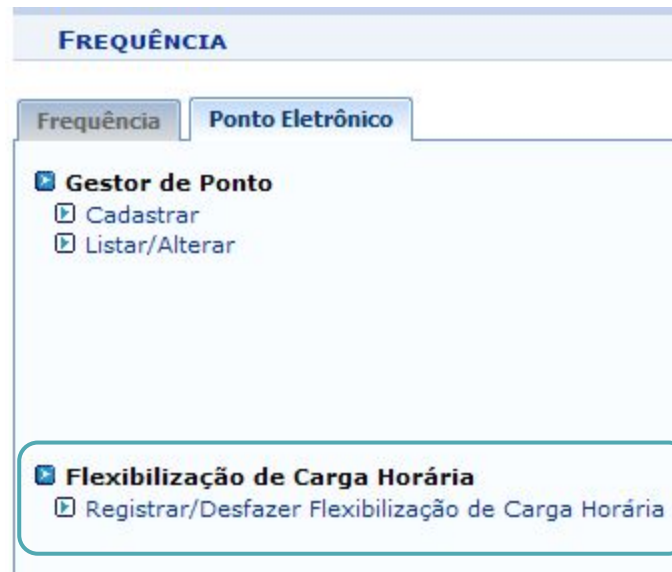 FREQUÊNCIA
Frequência Ponto Eletrônico
Gestor de Ponto
Cadastrar
Listar/Alterar
Flexibilização de Carga Horária
Registrar/Desfazer Flexibilização de Carga Horária